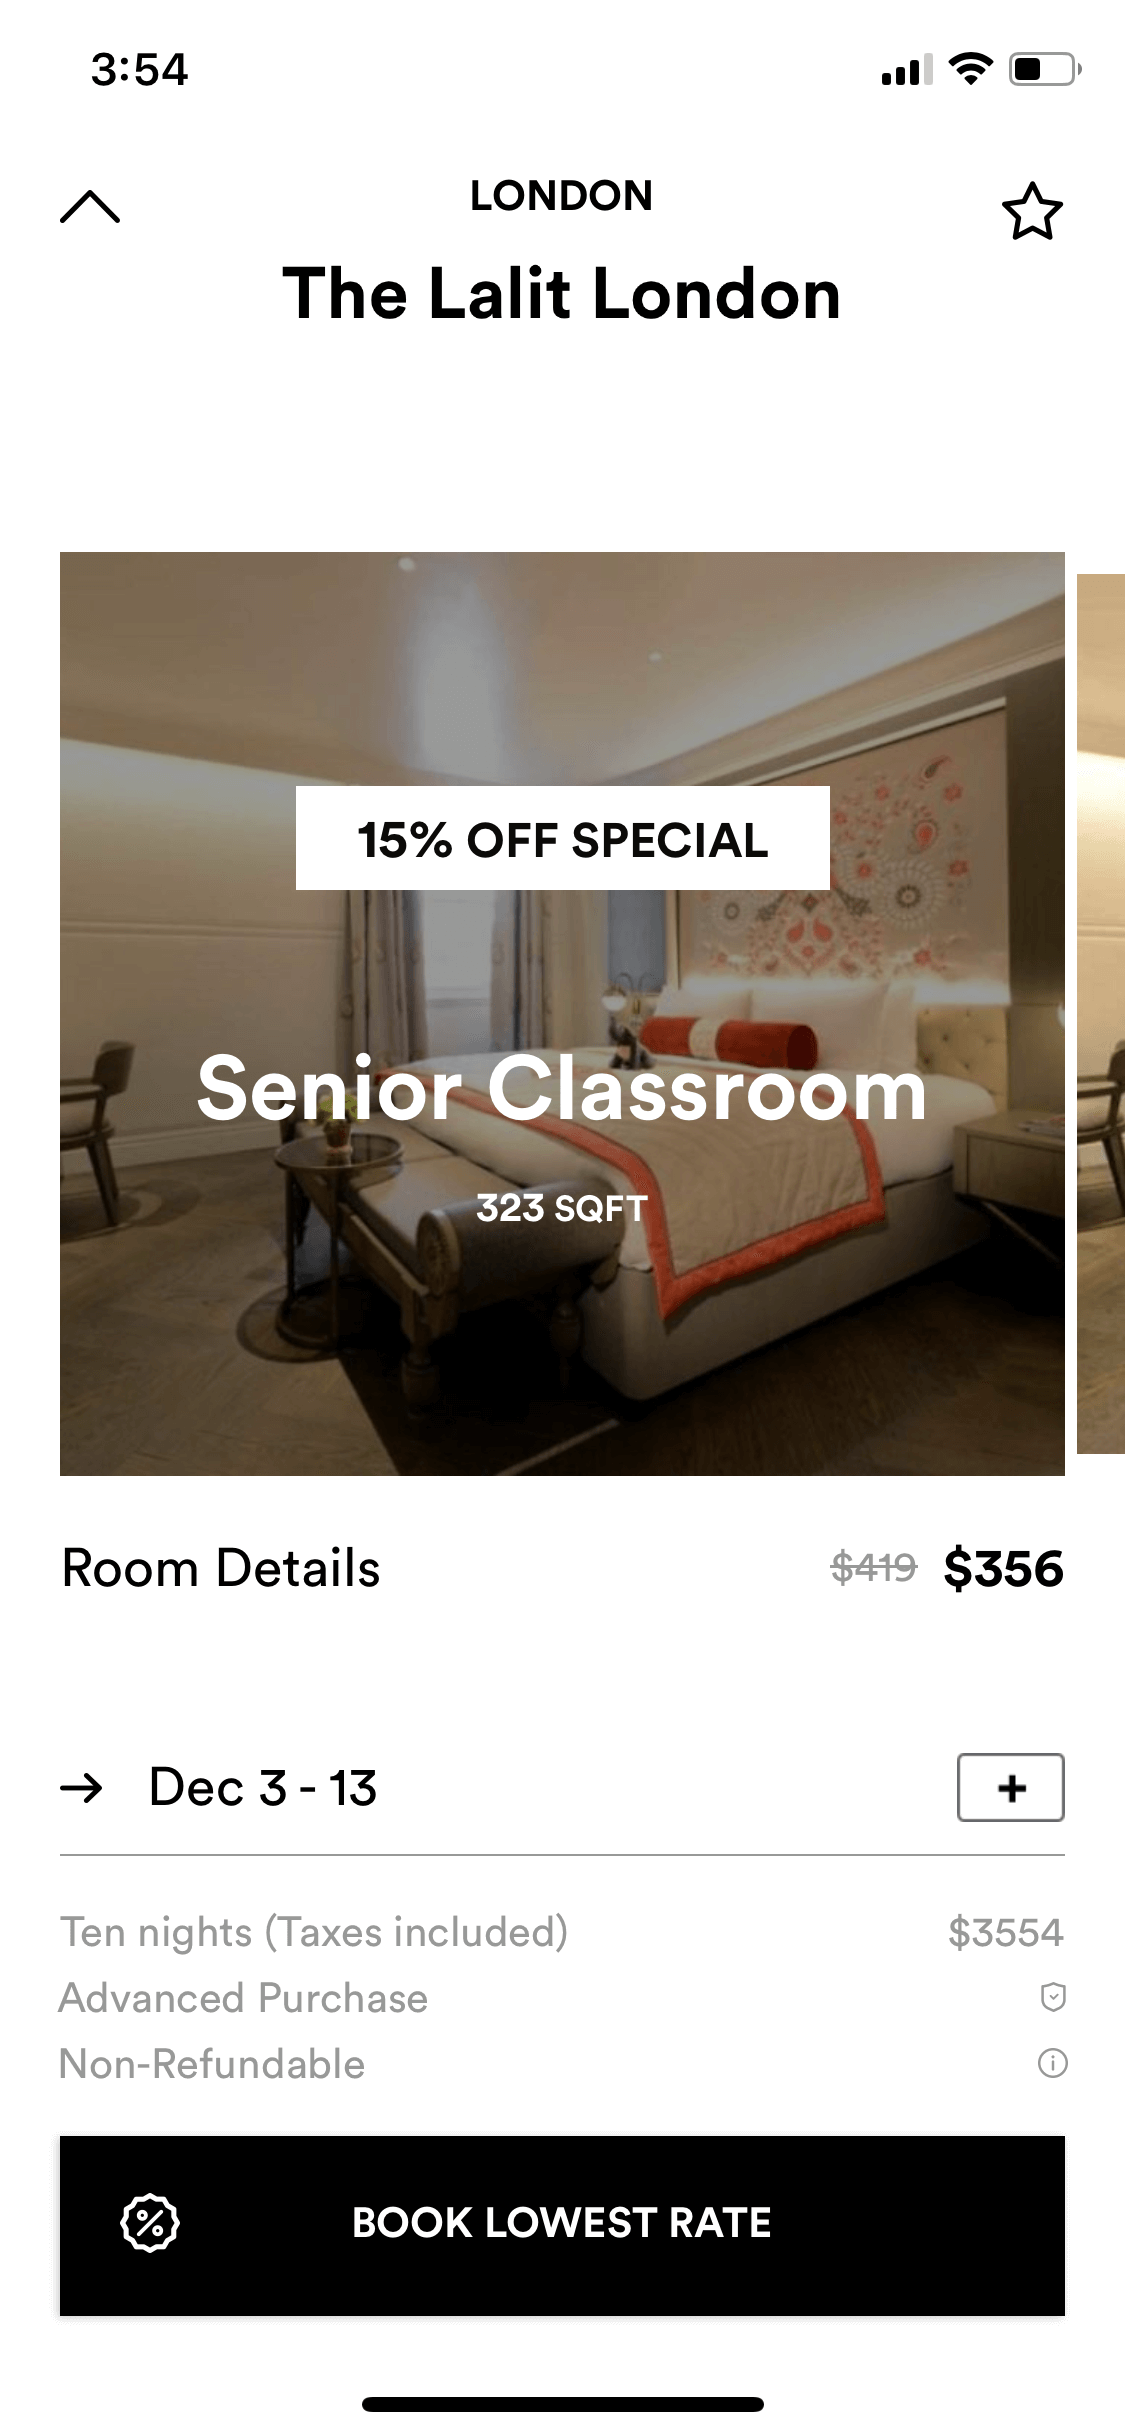 3:54
LONDON
The Lalit London
15% OFF SPECIAL
Senior Classroom
323 SQFT
Room Details $419 $356
Dec 3 - 13 +
Ten nights (Taxes included) $3554
Advanced Purchase
Non-Refundable
BOOK LOWEST RATE